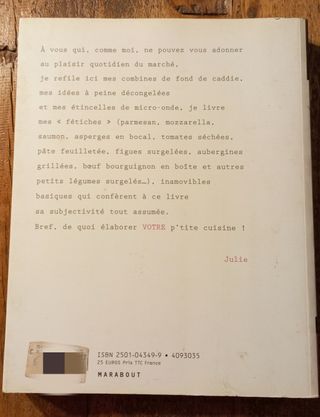 À vous qui, comme moi, ne pouvez vous adonner
au plaisir quotidien du marché,
je refile ici mes combines de fond de caddie,
mes idées à peine décongelées
et mes étincelles de micro-onde, je livre
mes « fétiches » (parmesan, mozzarella,
saumon, asperges en bocal, tomates séchées,
pâte feuilletée, figues surgelées, aubergines
grillées, bœuf bourguignon en boîte et autres
petits légumes surgelés…), inamovibles
basiques qui confèrent à ce livre
sa subjectivité tout assumée.
Bref, de quoi élaborer VOTRE p'tite cuisine !
Julie
ISBN 2501-04349-9 • 4093035
25 EUROS Prix TTC France
MARABOUT